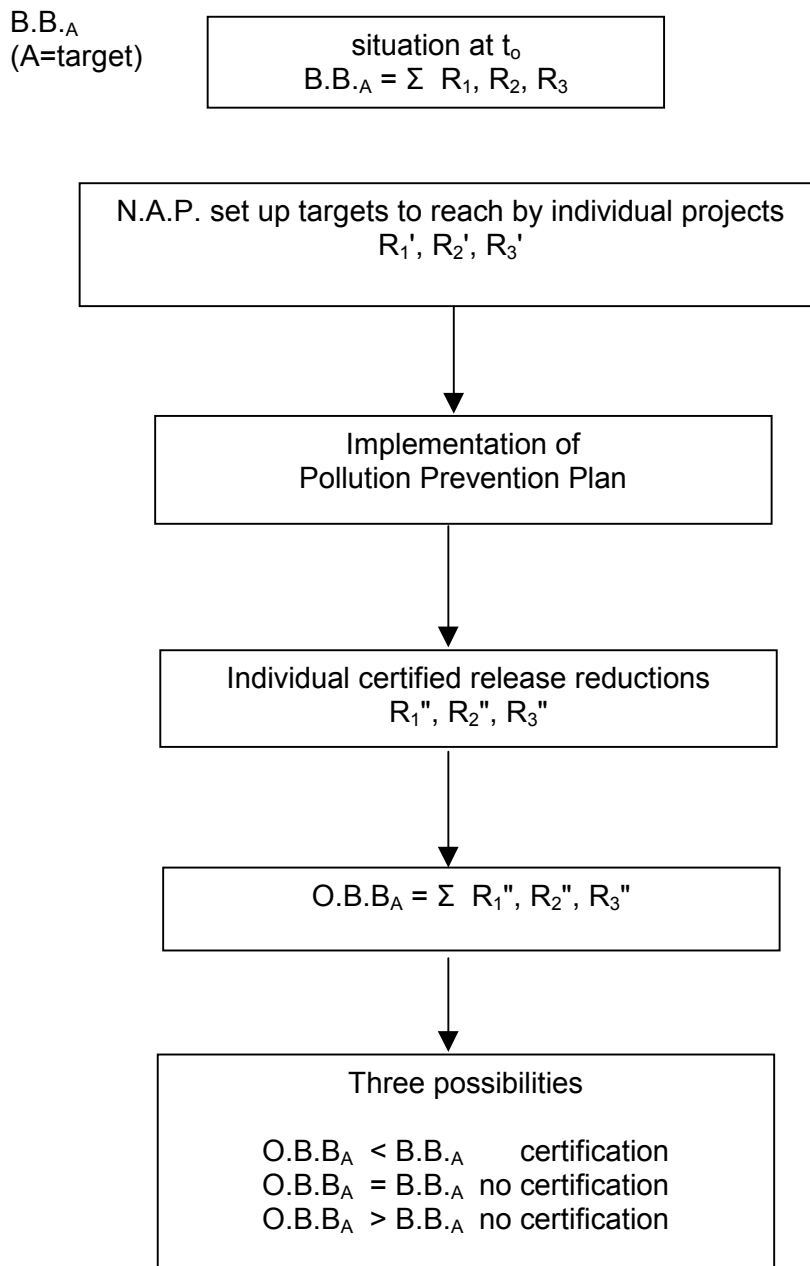 B.B.A
(A=target)
situation at to
B.B.A = Σ R1, R2, R3
N.A.P. set up targets to reach by individual projects
R1', R2', R3'
Implementation of
Pollution Prevention Plan
Individual certified release reductions
R1", R2", R3"
O.B.BA = Σ R1", R2", R3"
Three possibilities
O.B.BA < B.B.A certification
O.B.BA = B.B.A no certification
O.B.BA > B.B.A no certification